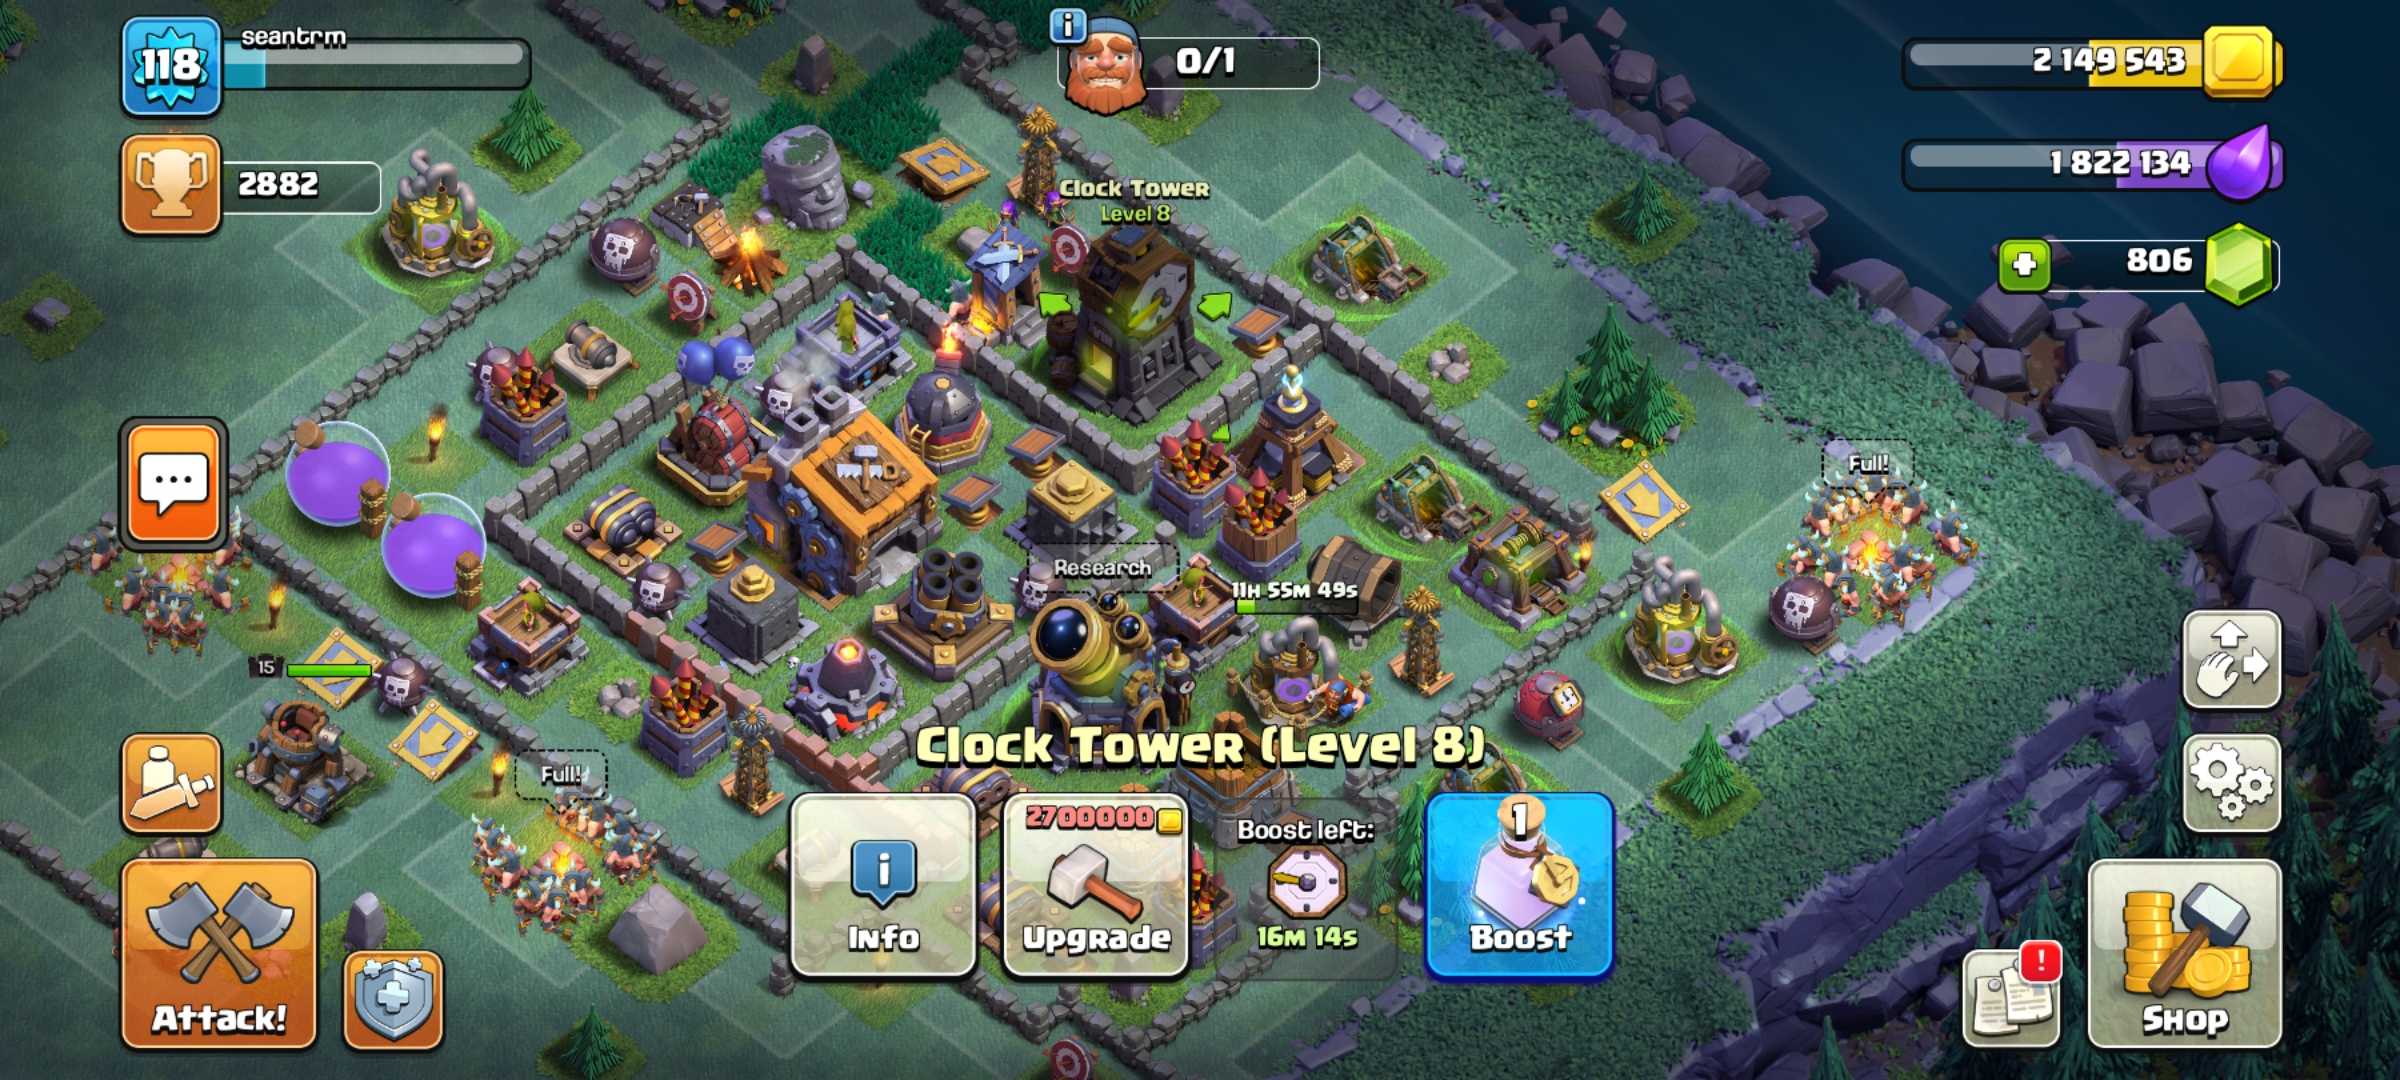 118
seantrm
0/1
2 149 543
2882
1 822 134
806
Clock Tower
Level 8
Full!
Research
11H 55M 49s
15
Full!
Clock Tower (Level 8)
Info
2700000
Upgrade
Boost left:
16M 14s
1
Boost
Attack!
!
Shop